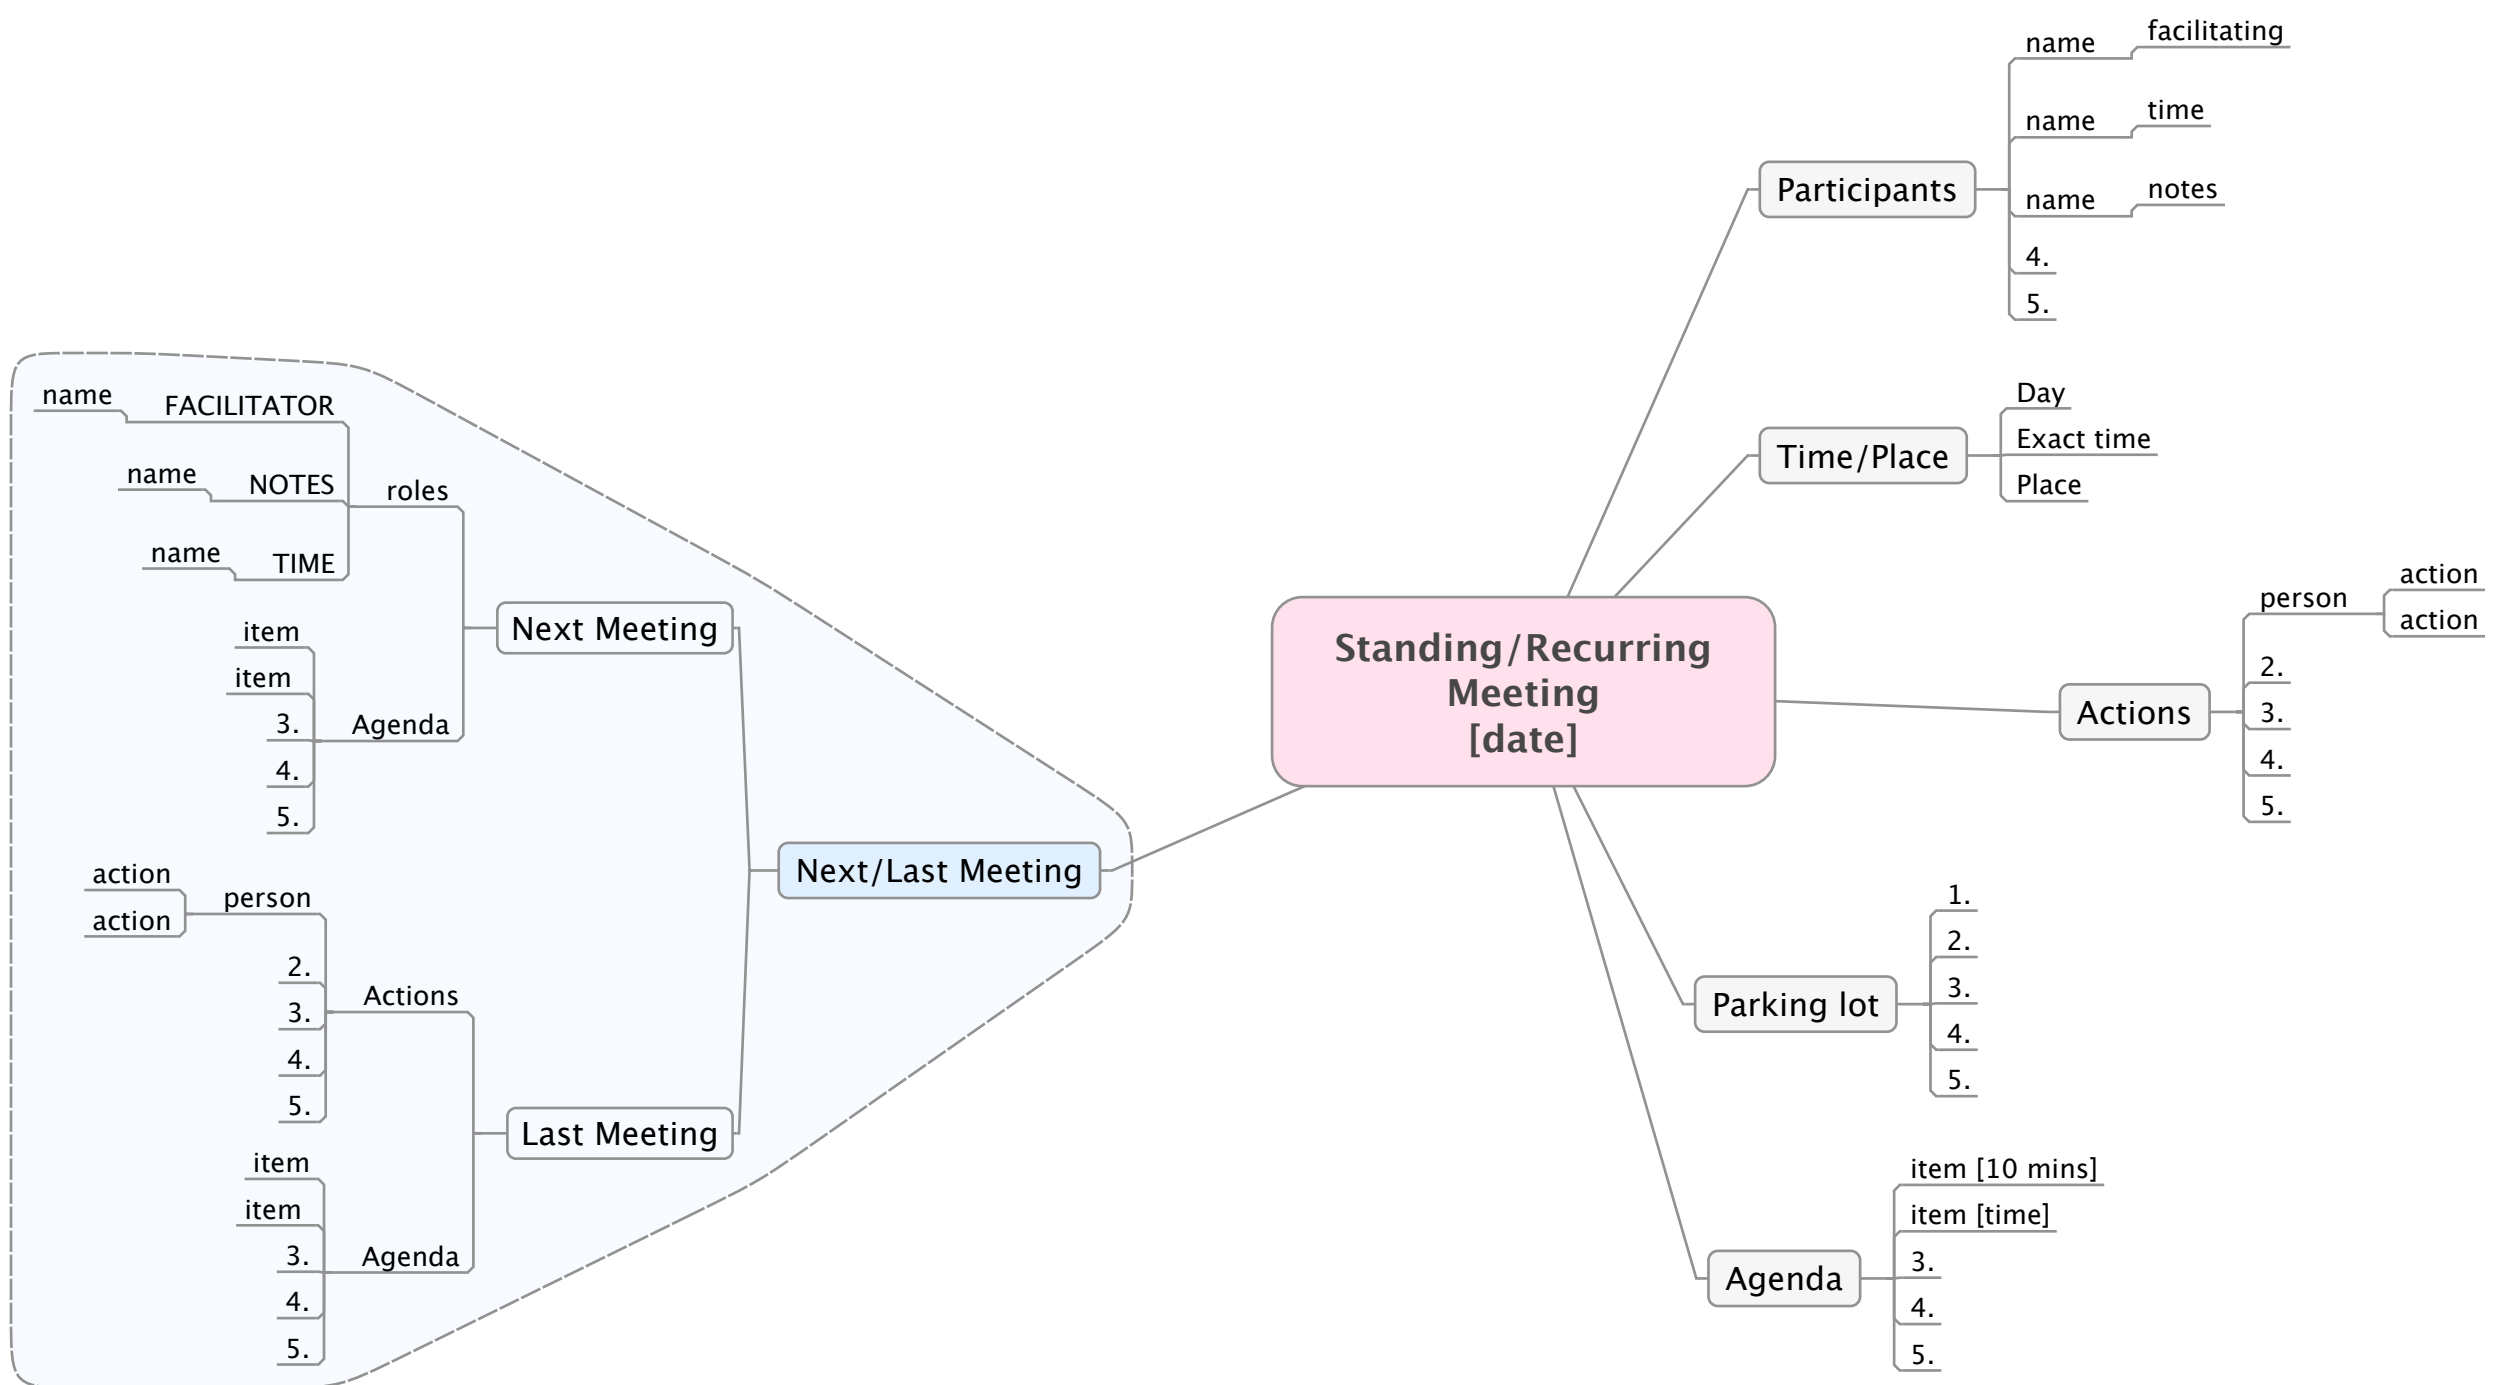 Standing/Recurring
Meeting
[date]
Participants
name
facilitating
name
time
name
notes
4.
5.
Time/Place
Day
Exact time
Place
Actions
person
action
action
2.
3.
4.
5.
Parking lot
1.
2.
3.
4.
5.
Agenda
item [10 mins]
item [time]
3.
4.
5.
Next/Last Meeting
Next Meeting
roles
FACILITATOR
name
NOTES
name
TIME
name
Agenda
item
item
3.
4.
5.
Last Meeting
Actions
person
action
action
2.
3.
4.
5.
Agenda
item
item
3.
4.
5.